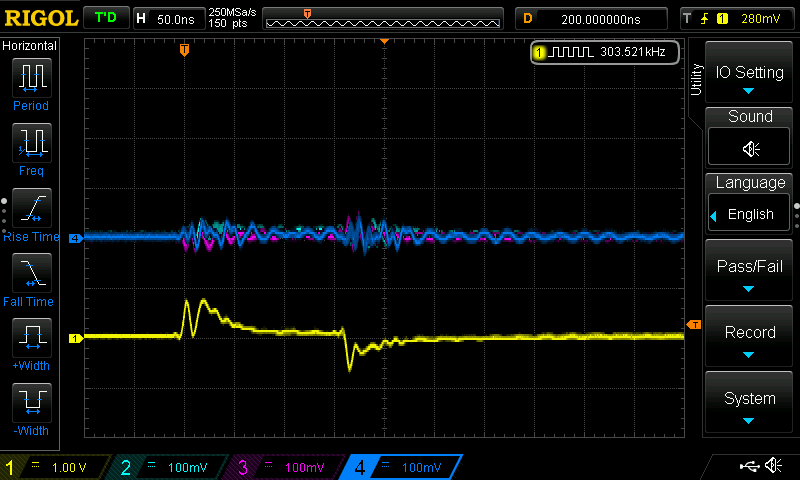 RIGOL T'D H 50.0ns 250MSa/s 150 pts T D 200.000000ns T 1 280mV
Horizontal
1 303.521kHz
Utility
IO Setting
Period
Sound
Freq
Language
English
Rise Time
4
Pass/Fail
Fall Time
T
Record
1
+Width
System
-Width
1 1.00 V 2 100mV 3 100mV 4 100mV